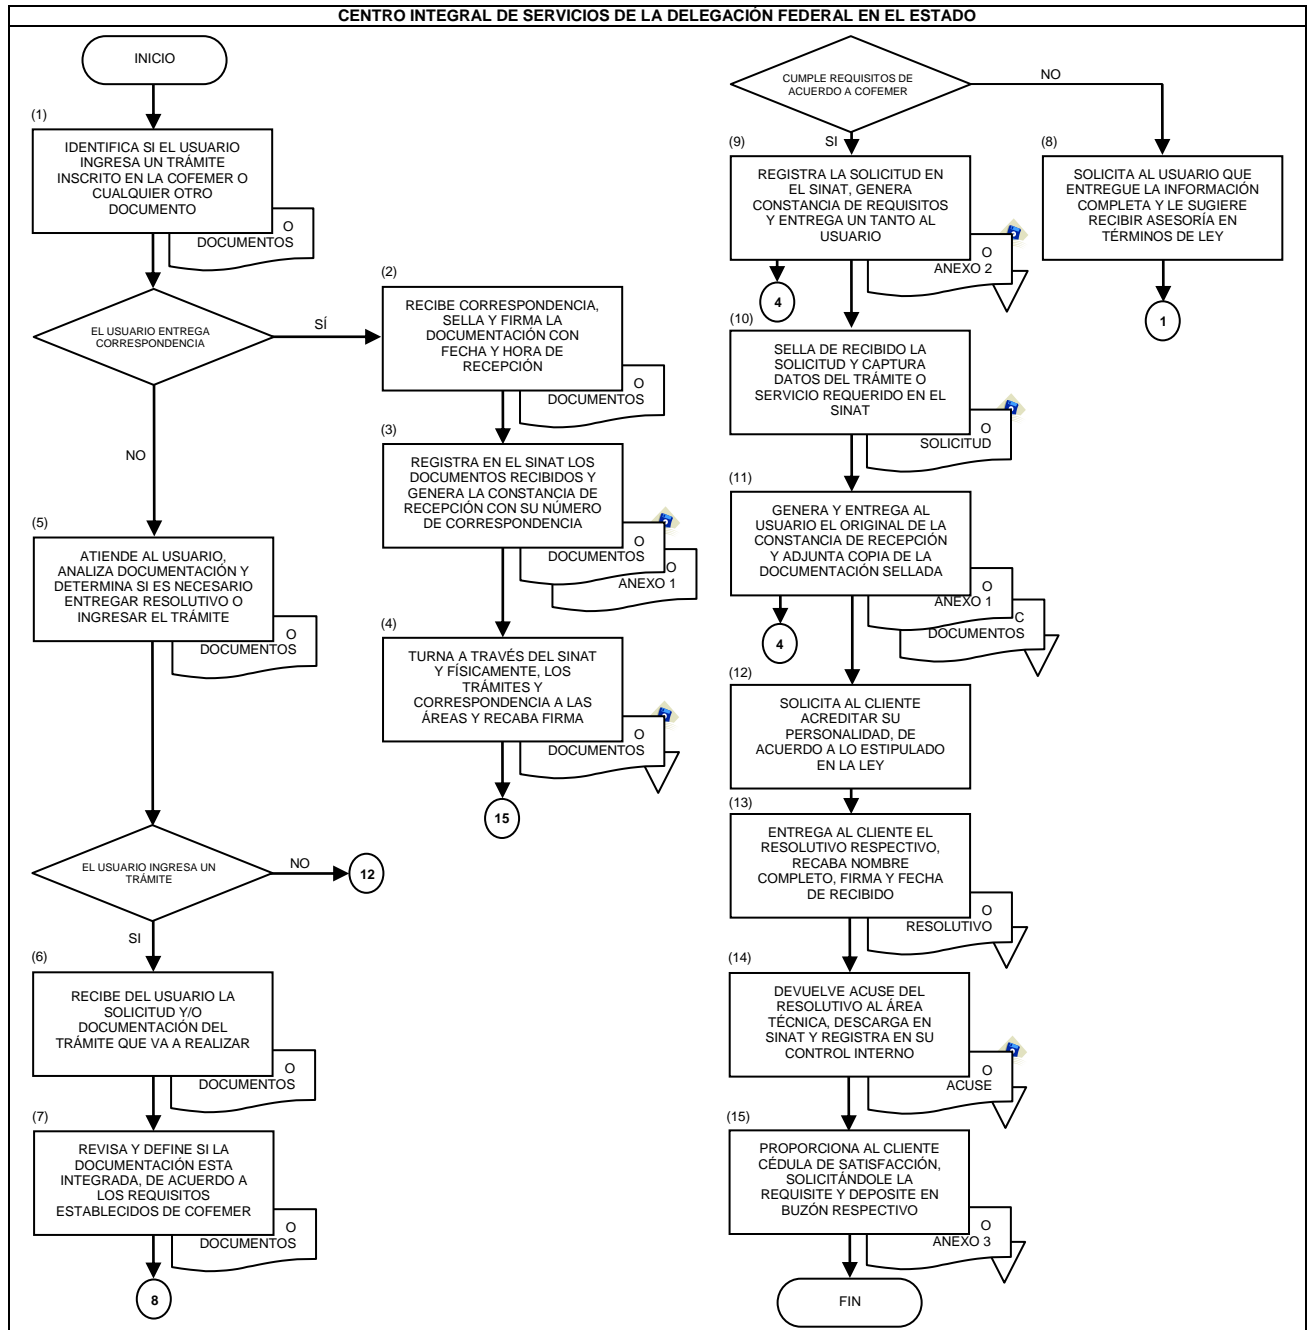 CENTRO INTEGRAL DE SERVICIOS DE LA DELEGACIÓN FEDERAL EN EL ESTADO
INICIO
(1)
IDENTIFICA SI EL USUARIO
INGRESA UN TRÁMITE
INSCRITO EN LA COFEMER O
CUALQUIER OTRO
DOCUMENTO
O
DOCUMENTOS
EL USUARIO ENTREGA
CORRESPONDENCIA
SÍ
NO
(2)
RECIBE CORRESPONDENCIA,
SELLA Y FIRMA LA
DOCUMENTACIÓN CON
FECHA Y HORA DE
RECEPCIÓN
O
DOCUMENTOS
(3)
REGISTRA EN EL SINAT LOS
DOCUMENTOS RECIBIDOS Y
GENERA LA CONSTANCIA DE
RECEPCIÓN CON SU NÚMERO
DE CORRESPONDENCIA
O
DOCUMENTOS
O
ANEXO 1
(4)
TURNA A TRAVÉS DEL SINAT
Y FÍSICAMENTE, LOS
TRÁMITES Y
CORRESPONDENCIA A LAS
ÁREAS Y RECABA FIRMA
O
DOCUMENTOS
15
(5)
ATIENDE AL USUARIO,
ANALIZA DOCUMENTACIÓN Y
DETERMINA SI ES NECESARIO
ENTREGAR RESOLUTIVO O
INGRESAR EL TRÁMITE
O
DOCUMENTOS
EL USUARIO INGRESA UN
TRÁMITE
NO
12
SI
(6)
RECIBE DEL USUARIO LA
SOLICITUD Y/O
DOCUMENTACIÓN DEL
TRÁMITE QUE VA A REALIZAR
O
DOCUMENTOS
(7)
REVISA Y DEFINE SI LA
DOCUMENTACIÓN ESTA
INTEGRADA, DE ACUERDO A
LOS REQUISITOS
ESTABLECIDOS DE COFEMER
O
DOCUMENTOS
8
CUMPLE REQUISITOS DE
ACUERDO A COFEMER
NO
SI
(8)
SOLICITA AL USUARIO QUE
ENTREGUE LA INFORMACIÓN
COMPLETA Y LE SUGIERE
RECIBIR ASESORÍA EN
TÉRMINOS DE LEY
1
(9)
REGISTRA LA SOLICITUD EN
EL SINAT, GENERA
CONSTANCIA DE REQUISITOS
Y ENTREGA UN TANTO AL
USUARIO
O
ANEXO 2
4
(10)
SELLA DE RECIBIDO LA
SOLICITUD Y CAPTURA
DATOS DEL TRÁMITE O
SERVICIO REQUERIDO EN EL
SINAT
O
SOLICITUD
(11)
GENERA Y ENTREGA AL
USUARIO EL ORIGINAL DE LA
CONSTANCIA DE RECEPCIÓN
Y ADJUNTA COPIA DE LA
DOCUMENTACIÓN SELLADA
O
ANEXO 1
C
DOCUMENTOS
4
(12)
SOLICITA AL CLIENTE
ACREDITAR SU
PERSONALIDAD, DE
ACUERDO A LO ESTIPULADO
EN LA LEY
(13)
ENTREGA AL CLIENTE EL
RESOLUTIVO RESPECTIVO,
RECABA NOMBRE
COMPLETO, FIRMA Y FECHA
DE RECIBIDO
O
RESOLUTIVO
(14)
DEVUELVE ACUSE DEL
RESOLUTIVO AL ÁREA
TÉCNICA, DESCARGA EN
SINAT Y REGISTRA EN SU
CONTROL INTERNO
O
ACUSE
(15)
PROPORCIONA AL CLIENTE
CÉDULA DE SATISFACCIÓN,
SOLICITÁNDOLE LA
REQUISITE Y DEPOSITE EN
BUZÓN RESPECTIVO
O
ANEXO 3
FIN